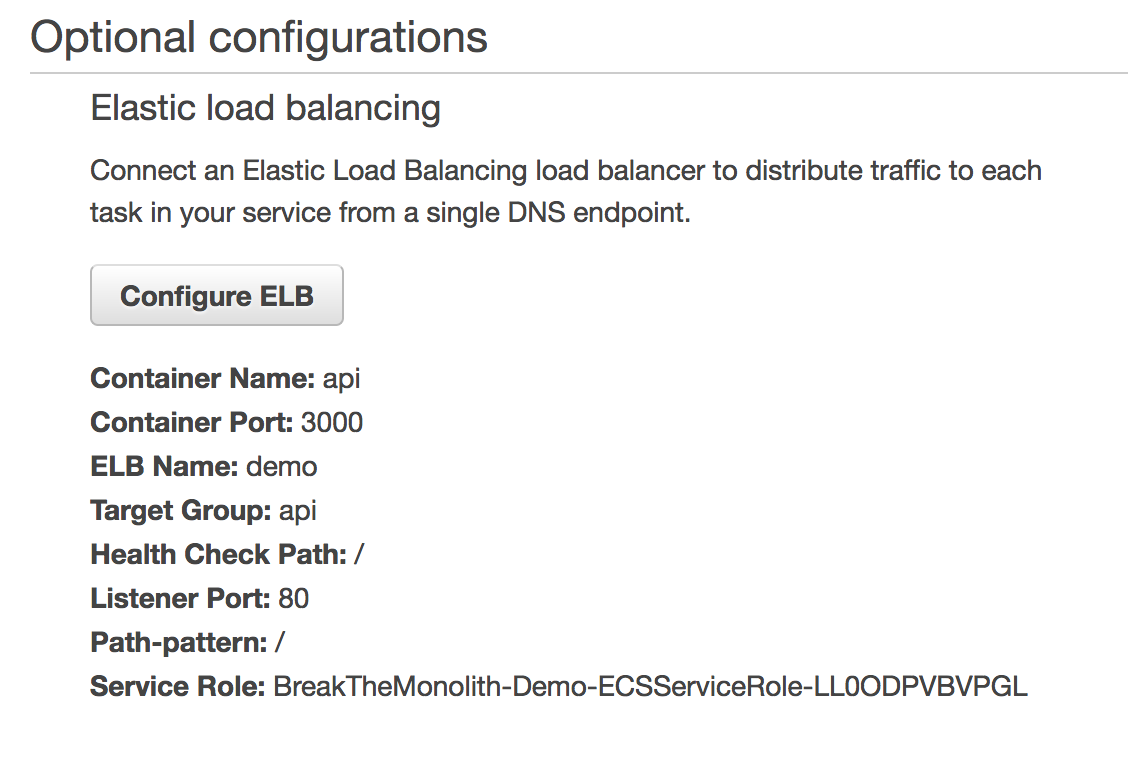 Optional configurations
Elastic load balancing
Connect an Elastic Load Balancing load balancer to distribute traffic to each
task in your service from a single DNS endpoint.
Configure ELB
Container Name: api
Container Port: 3000
ELB Name: demo
Target Group: api
Health Check Path: /
Listener Port: 80
Path-pattern: /
Service Role: BreakTheMonolith-Demo-ECSServiceRole-LL0ODPVBVPGL